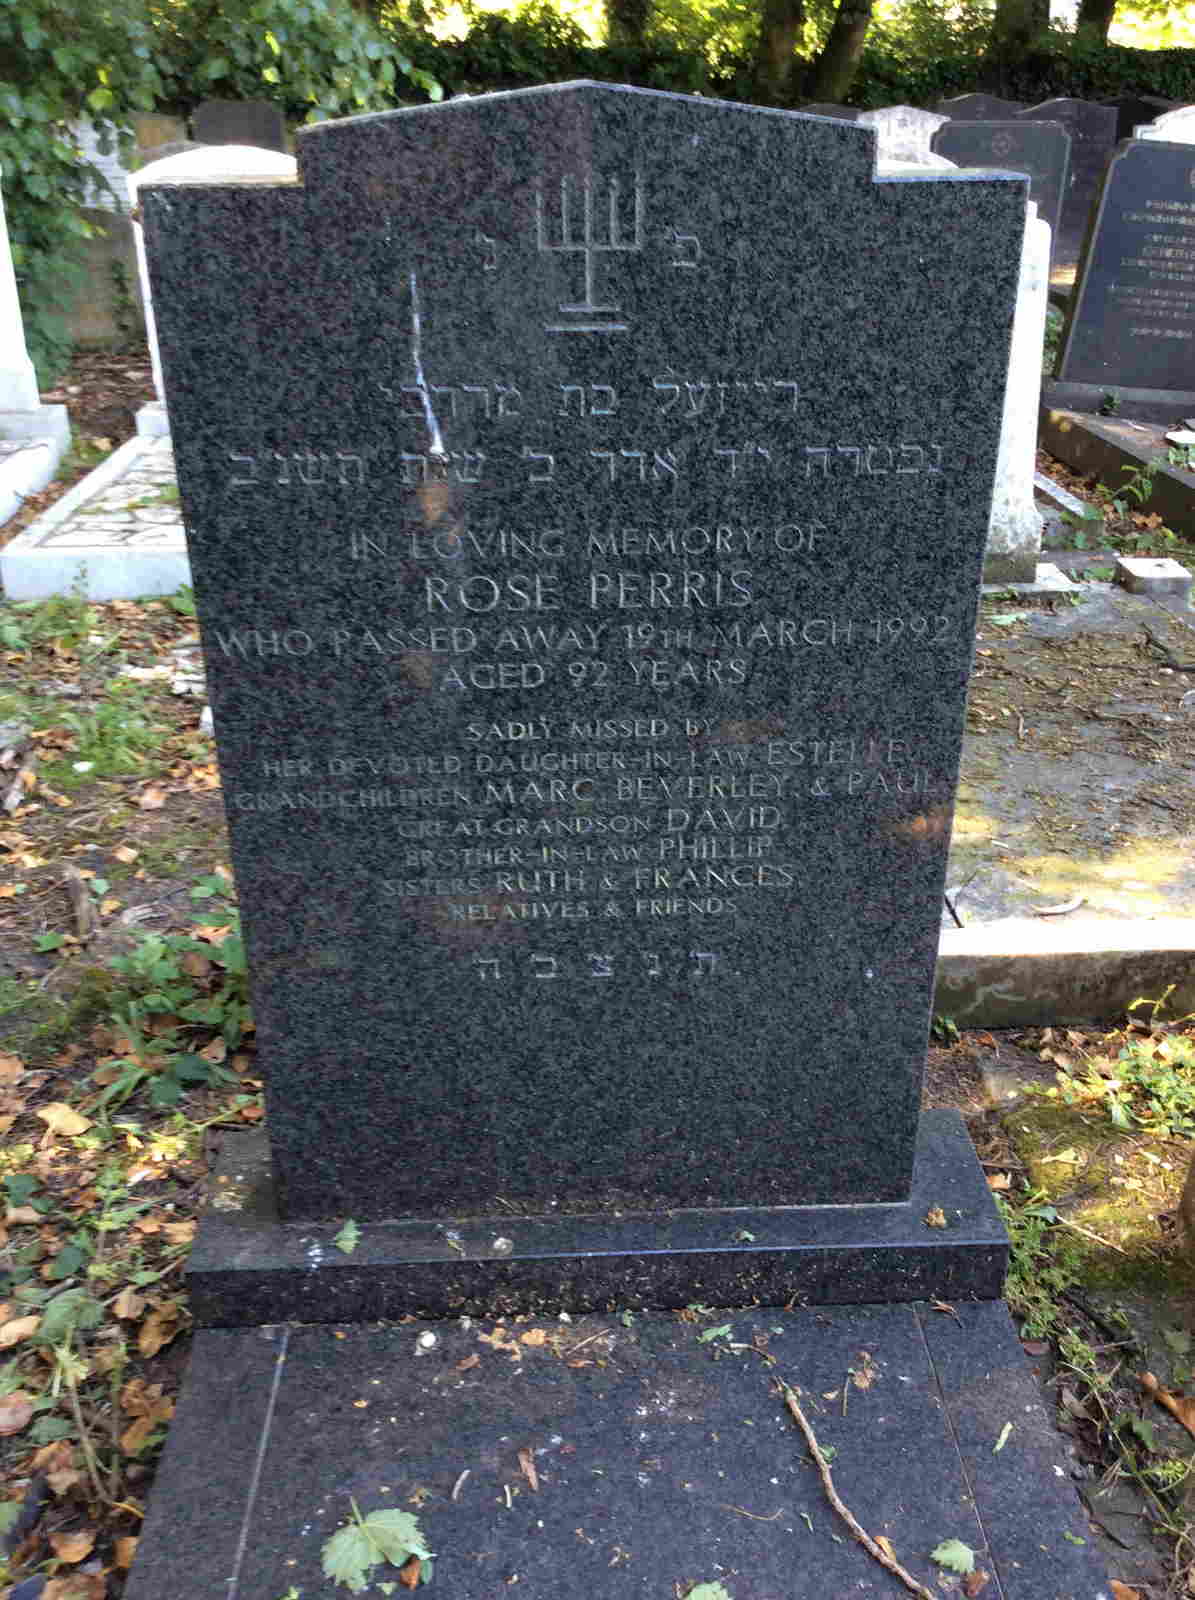 פ נ
רייזעל בת מרדכי
נפטרה י״ד אדר ב׳ שנת תשנ״ב
IN LOVING MEMORY OF
ROSE PERRIS
WHO PASSED AWAY 19TH MARCH 1992
AGED 92 YEARS
SADLY MISSED BY
HER DEVOTED DAUGHTER-IN-LAW ESTELLE,
GRANDCHILDREN MARC, BEVERLEY, & PAUL
GREAT-GRANDSON DAVID,
BROTHER-IN-LAW PHILLIP,
SISTERS RUTH & FRANCES,
RELATIVES & FRIENDS
ת נ צ ב ה